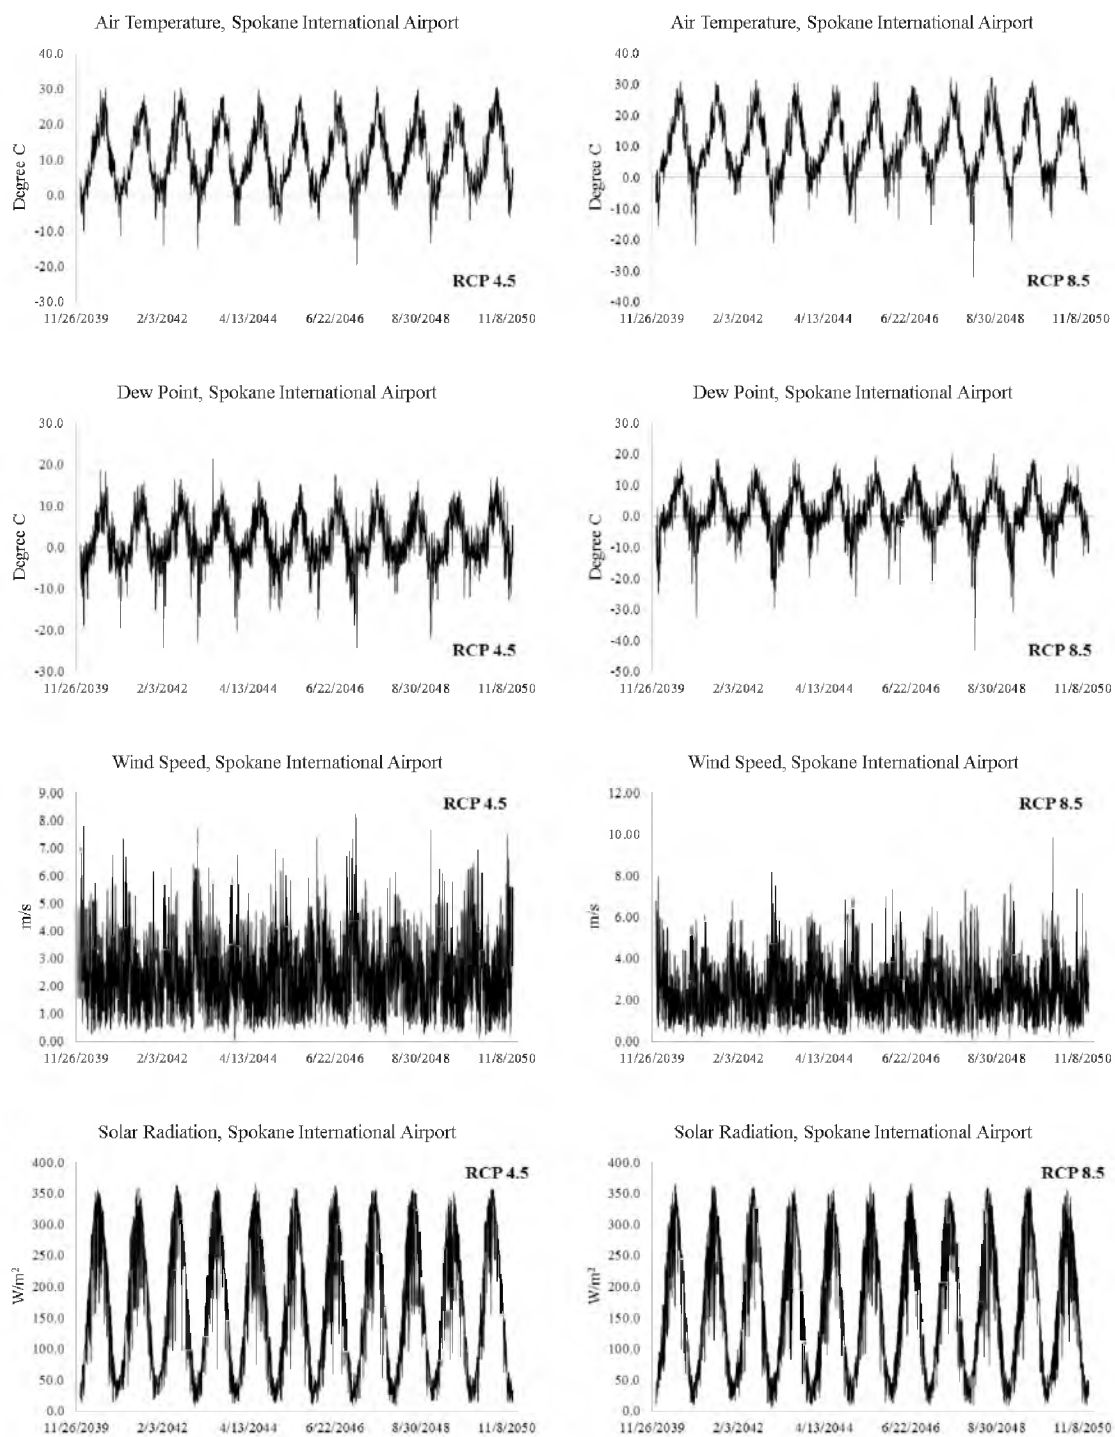 Air Temperature, Spokane International Airport
40.0
30.0
20.0
10.0
0.0
-10.0
-20.0
-30.0
Degree C
RCP 4.5
11/26/2039 2/3/2042 4/13/2044 6/22/2046 8/30/2048 11/8/2050
Air Temperature, Spokane International Airport
40.0
30.0
20.0
10.0
0.0
-10.0
-20.0
-30.0
-40.0
Degree C
RCP 8.5
11/26/2039 2/3/2042 4/13/2044 6/22/2046 8/30/2048 11/8/2050
Dew Point, Spokane International Airport
30.0
20.0
10.0
0.0
-10.0
-20.0
-30.0
Degree C
RCP 4.5
11/26/2039 2/3/2042 4/13/2044 6/22/2046 8/30/2048 11/8/2050
Dew Point, Spokane International Airport
30.0
20.0
10.0
0.0
-10.0
-20.0
-30.0
-40.0
-50.0
Degree C
RCP 8.5
11/26/2039 2/3/2042 4/13/2044 6/22/2046 8/30/2048 11/8/2050
Wind Speed, Spokane International Airport
9.00
8.00
7.00
6.00
5.00
4.00
3.00
2.00
1.00
0.00
m/s
RCP 4.5
11/26/2039 2/3/2042 4/13/2044 6/22/2046 8/30/2048 11/8/2050
Wind Speed, Spokane International Airport
12.00
10.00
8.00
6.00
4.00
2.00
0.00
m/s
RCP 8.5
11/26/2039 2/3/2042 4/13/2044 6/22/2046 8/30/2048 11/8/2050
Solar Radiation, Spokane International Airport
400.0
350.0
300.0
250.0
200.0
150.0
100.0
50.0
0.0
W/m²
RCP 4.5
11/26/2039 2/3/2042 4/13/2044 6/22/2046 8/30/2048 11/8/2050
Solar Radiation, Spokane International Airport
400.0
350.0
300.0
250.0
200.0
150.0
100.0
50.0
0.0
W/m²
RCP 8.5
11/26/2039 2/3/2042 4/13/2044 6/22/2046 8/30/2048 11/8/2050